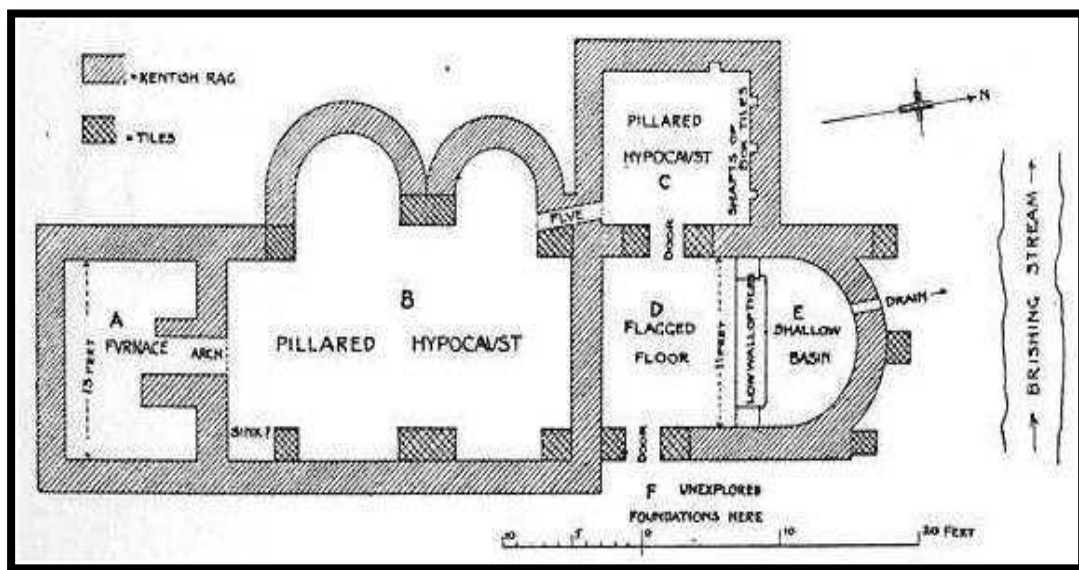 = KENTISH RAG
= TILES
PILLARED
HYPOCAUST
C
SHAFTS OF
BOX TILES
N
FLVE
DOOR
A
FVRNACE
ARCH
13 FEET
B
PILLARED HYPOCAUST
SINK?
D
FLAGGED
FLOOR
11 FEET
LOW WALL OF TILES
E
SHALLOW
BASIN
DRAIN
BRISHING STREAM
DOOR
F UNEXPLORED
FOUNDATIONS HERE
10 5 0 10 20 FEET